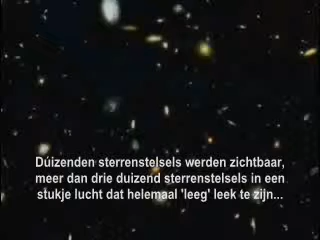 Duizenden sterrenstelsels werden zichtbaar,
meer dan drie duizend sterrenstelsels in een
stukje lucht dat helemaal 'leeg' leek te zijn...